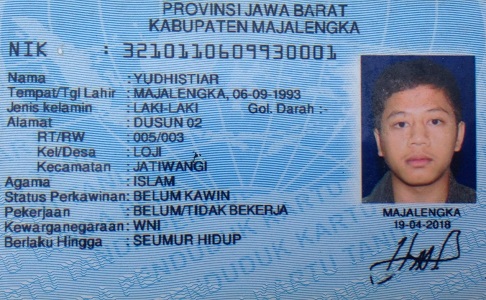 PROVINSI JAWA BARAT
KABUPATEN MAJALENGKA
NIK : 3210110609930001
Nama : YUDHISTIAR
Tempat/Tgl Lahir : MAJALENGKA, 06-09-1993
Jenis kelamin : LAKI-LAKI Gol. Darah :-
Alamat : DUSUN 02
RT/RW : 005/003
Kel/Desa : LOJI
Kecamatan : JATIWANGI
Agama : ISLAM
Status Perkawinan: BELUM KAWIN
Pekerjaan : BELUM/TIDAK BEKERJA
Kewarganegaraan: WNI
Berlaku Hingga : SEUMUR HIDUP
MAJALENGKA
19-04-2018